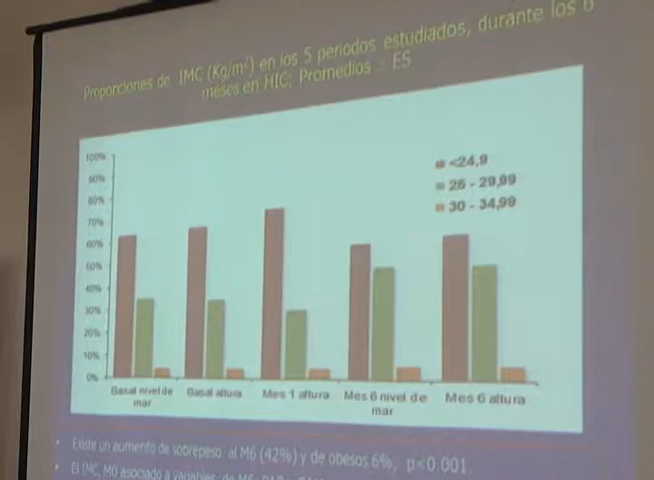 Proporciones de IMC (Kg/m²) en los 5 periodos estudiados, durante los 6
meses en HIC: Promedios ± ES
100%
90%
80%
70%
60%
50%
40%
30%
20%
10%
0%
<24,9
25 - 29,99
30 - 34,99
Basal nivel de
mar
Basal altura
Mes 1 altura
Mes 6 nivel de
mar
Mes 6 altura
• Existe un aumento de sobrepeso al M6 (42%) y de obesos 6%, p<0.001.
• El IMC, M0 asociado a variables de